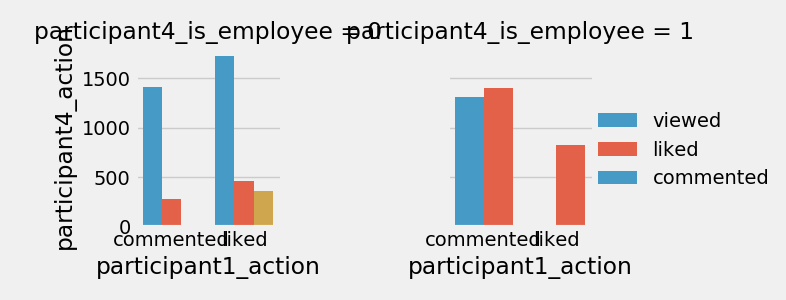 participant4_is_employee = 0
participant4_is_employee = 1
participant4_action
1500
1000
500
0
commented
liked
commented
liked
participant1_action
participant1_action
viewed
liked
commented